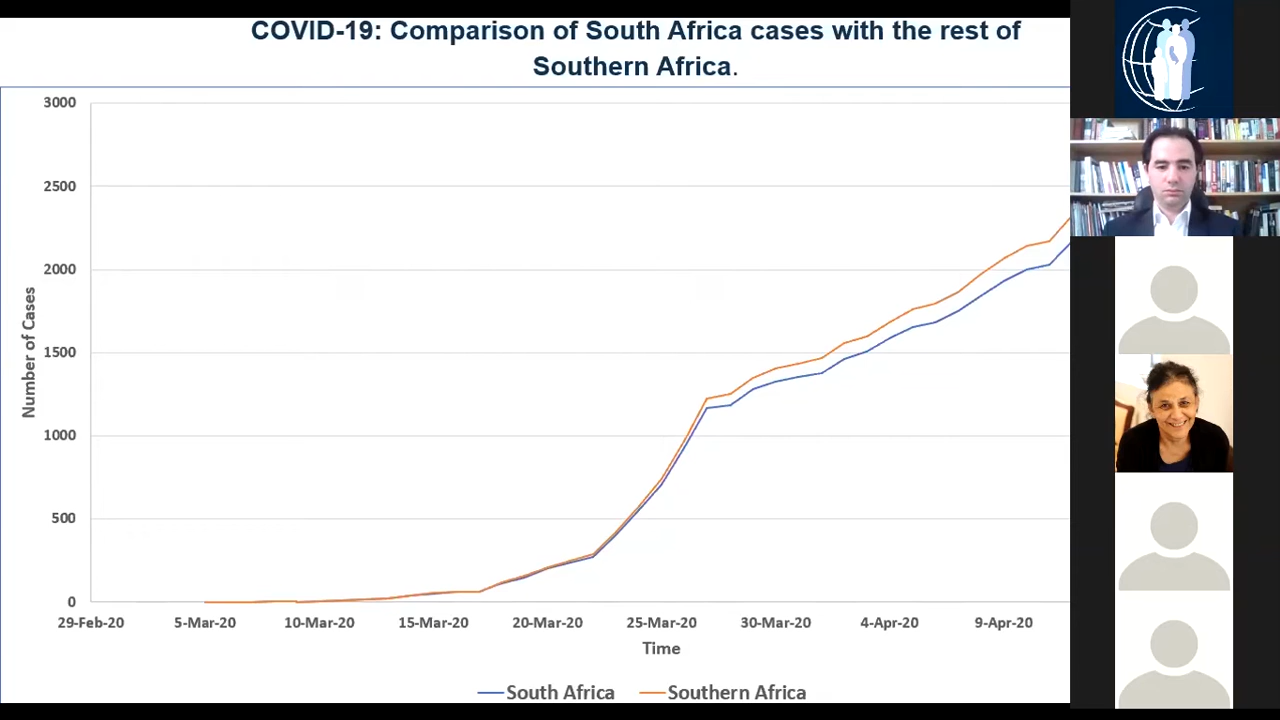 COVID-19: Comparison of South Africa cases with the rest of
Southern Africa.
3000
2500
2000
1500
1000
500
0
Number of Cases
29-Feb-20 5-Mar-20 10-Mar-20 15-Mar-20 20-Mar-20 25-Mar-20 30-Mar-20 4-Apr-20 9-Apr-20
Time
South Africa Southern Africa